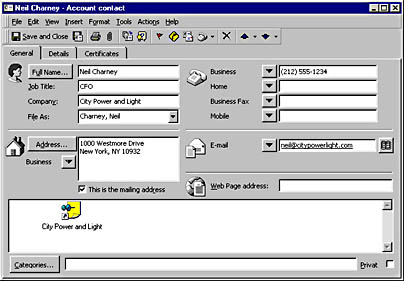 Neil Charney - Account contact
File Edit View Insert Format Tools Actions Help
Save and Close
General Details Certificates
Full Name... Neil Charney Business (212) 555-1234
Job Title: CFO Home
Company: City Power and Light Business Fax
File As: Charney, Neil Mobile
Address... 1000 Westmore Drive E-mail neil@citypowerlight.com
New York, NY 10932
Business
This is the mailing address Web Page address:
City Power and Light
Categories... Privat